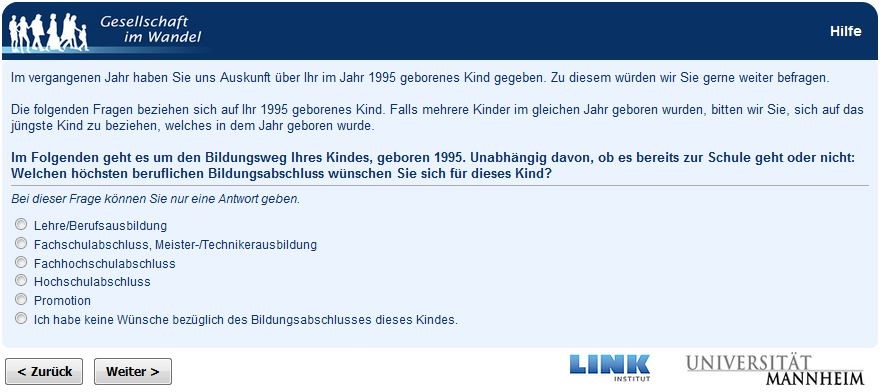 Gesellschaft
im Wandel
Hilfe
Im vergangenen Jahr haben Sie uns Auskunft über Ihr im Jahr 1995 geborenes Kind gegeben. Zu diesem würden wir Sie gerne weiter befragen.
Die folgenden Fragen beziehen sich auf Ihr 1995 geborenes Kind. Falls mehrere Kinder im gleichen Jahr geboren wurden, bitten wir Sie, sich auf das
jüngste Kind zu beziehen, welches in dem Jahr geboren wurde.
Im Folgenden geht es um den Bildungsweg Ihres Kindes, geboren 1995. Unabhängig davon, ob es bereits zur Schule geht oder nicht:
Welchen höchsten beruflichen Bildungsabschluss wünschen Sie sich für dieses Kind?
Bei dieser Frage können Sie nur eine Antwort geben.
Lehre/Berufsausbildung
Fachschulabschluss, Meister-/Technikerausbildung
Fachhochschulabschluss
Hochschulabschluss
Promotion
Ich habe keine Wünsche bezüglich des Bildungsabschlusses dieses Kindes.
< Zurück
Weiter >
LINK
INSTITUT
UNIVERSITÄT
MANNHEIM